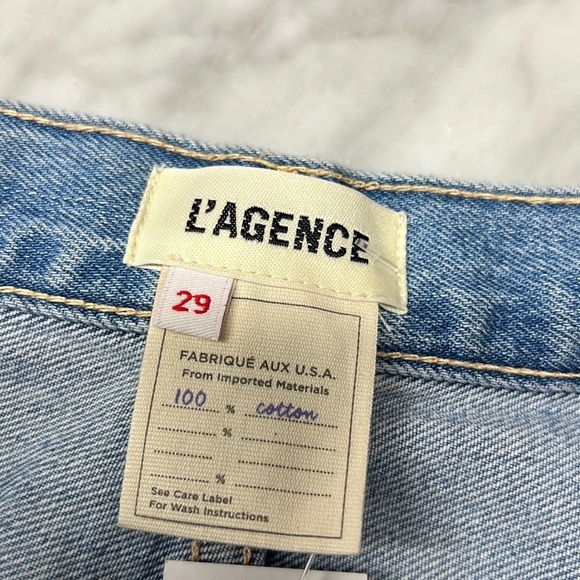 L'AGENCE
29
FABRIQUÉ AUX U.S.A.
From Imported Materials
100 % cotton
%
%
See Care Label
For Wash Instructions